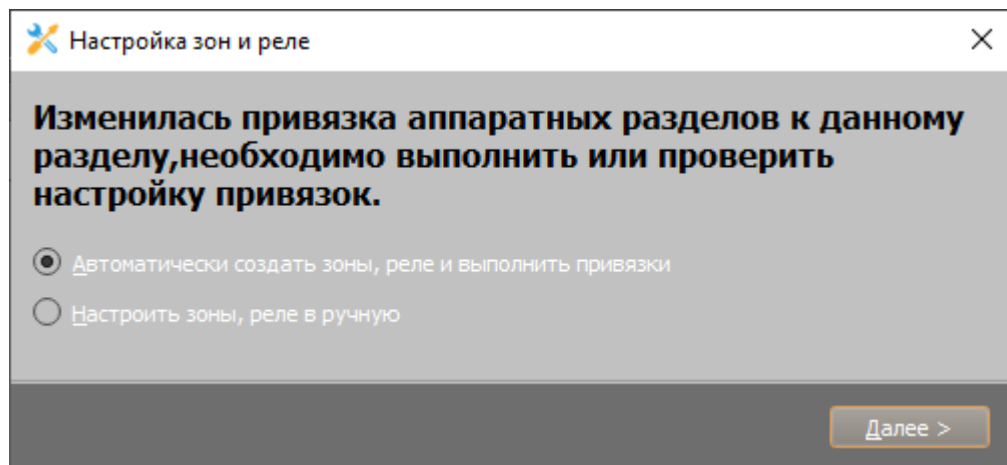 Настройка зон и реле
Изменилась привязка аппаратных разделов к данному
разделу,необходимо выполнить или проверить
настройку привязок.
Автоматически создать зоны, реле и выполнить привязки
Настроить зоны, реле в ручную
Далее >